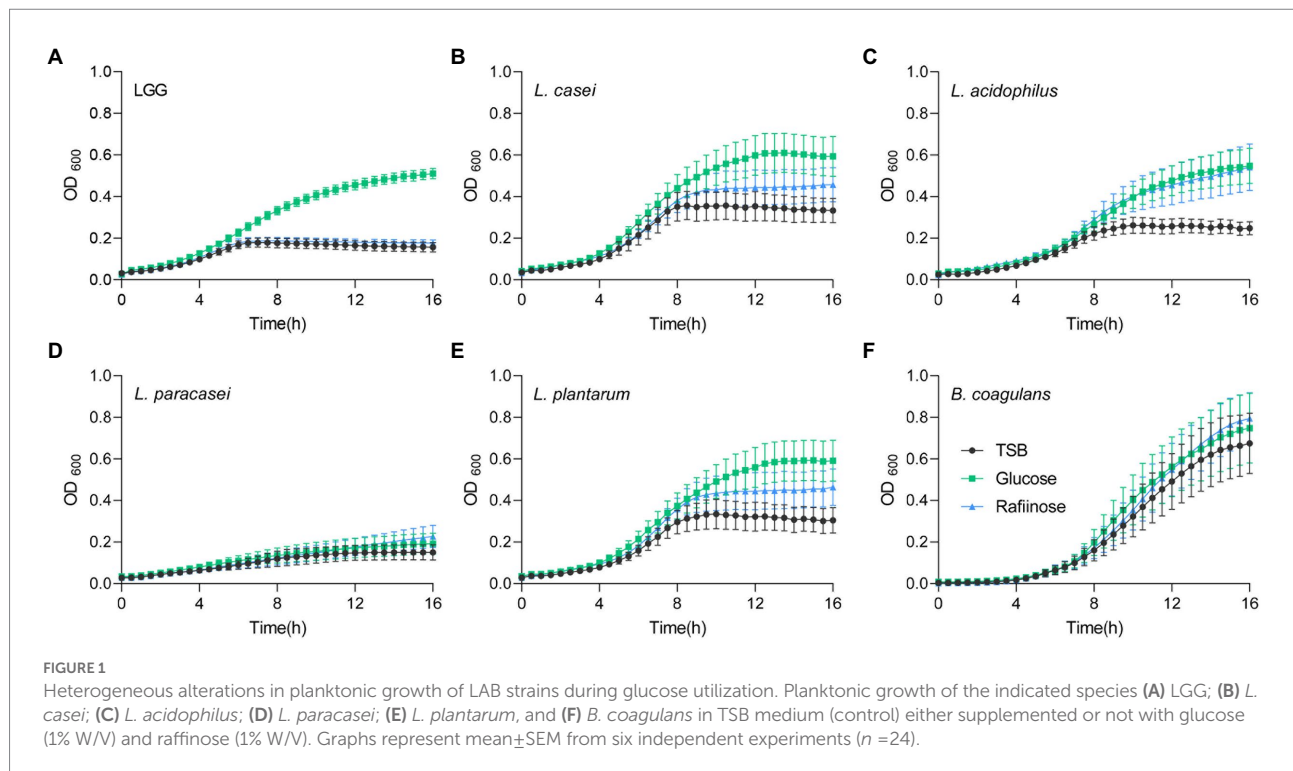 A
B
C
1.0
0.8
0.6
0.4
0.2
0.0
OD 600
LGG
0 4 8 12 16
Time(h)
1.0
0.8
0.6
0.4
0.2
0.0
OD 600
L. casei
0 4 8 12 16
Time(h)
1.0
0.8
0.6
0.4
0.2
0.0
OD 600
L. acidophilus
0 4 8 12 16
Time(h)
D
E
F
1.0
0.8
0.6
0.4
0.2
0.0
OD 600
L. paracasei
0 4 8 12 16
Time(h)
1.0
0.8
0.6
0.4
0.2
0.0
OD 600
L. plantarum
0 4 8 12 16
Time(h)
1.0
0.8
0.6
0.4
0.2
0.0
OD 600
B. coagulans
TSB
Glucose
Rafiinose
0 4 8 12 16
Time(h)
FIGURE 1
Heterogeneous alterations in planktonic growth of LAB strains during glucose utilization. Planktonic growth of the indicated species (A) LGG; (B) L.
casei; (C) L. acidophilus; (D) L. paracasei; (E) L. plantarum, and (F) B. coagulans in TSB medium (control) either supplemented or not with glucose
(1% W/V) and raffinose (1% W/V). Graphs represent mean±SEM from six independent experiments (n =24).